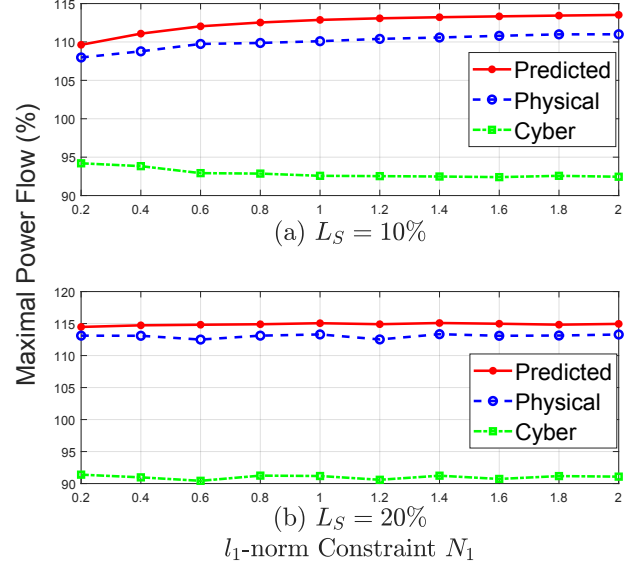 Maximal Power Flow (%)
115
110
105
100
95
90
Predicted
Physical
Cyber
0.2 0.4 0.6 0.8 1 1.2 1.4 1.6 1.8 2
(a) L_S = 10%
120
115
110
105
100
95
90
Predicted
Physical
Cyber
0.2 0.4 0.6 0.8 1 1.2 1.4 1.6 1.8 2
(b) L_S = 20%
l_1-norm Constraint N_1